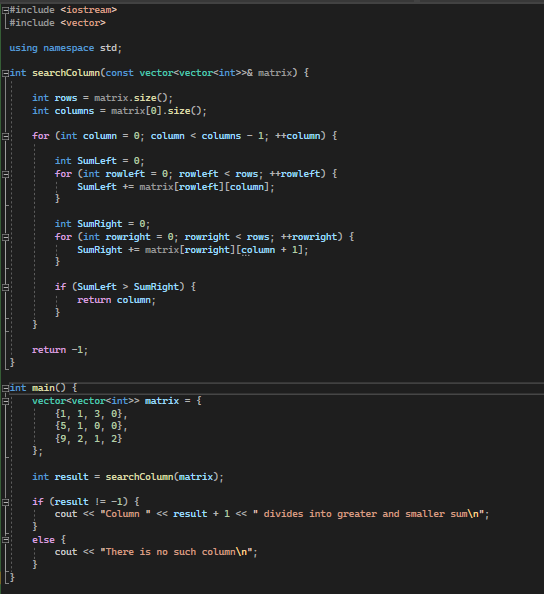 #include <iostream>
#include <vector>
using namespace std;
int searchColumn(const vector<vector<int>>& matrix) {
int rows = matrix.size();
int columns = matrix[0].size();
for (int column = 0; column < columns - 1; ++column) {
int SumLeft = 0;
for (int rowleft = 0; rowleft < rows; ++rowleft) {
SumLeft += matrix[rowleft][column];
}
int SumRight = 0;
for (int rowright = 0; rowright < rows; ++rowright) {
SumRight += matrix[rowright][column + 1];
}
if (SumLeft > SumRight) {
return column;
}
}
return -1;
}
int main() {
vector<vector<int>> matrix = {
{1, 1, 3, 0},
{5, 1, 0, 0},
{9, 2, 1, 2}
};
int result = searchColumn(matrix);
if (result != -1) {
cout << "Column " << result + 1 << " divides into greater and smaller sum\n";
}
else {
cout << "There is no such column\n";
}
}